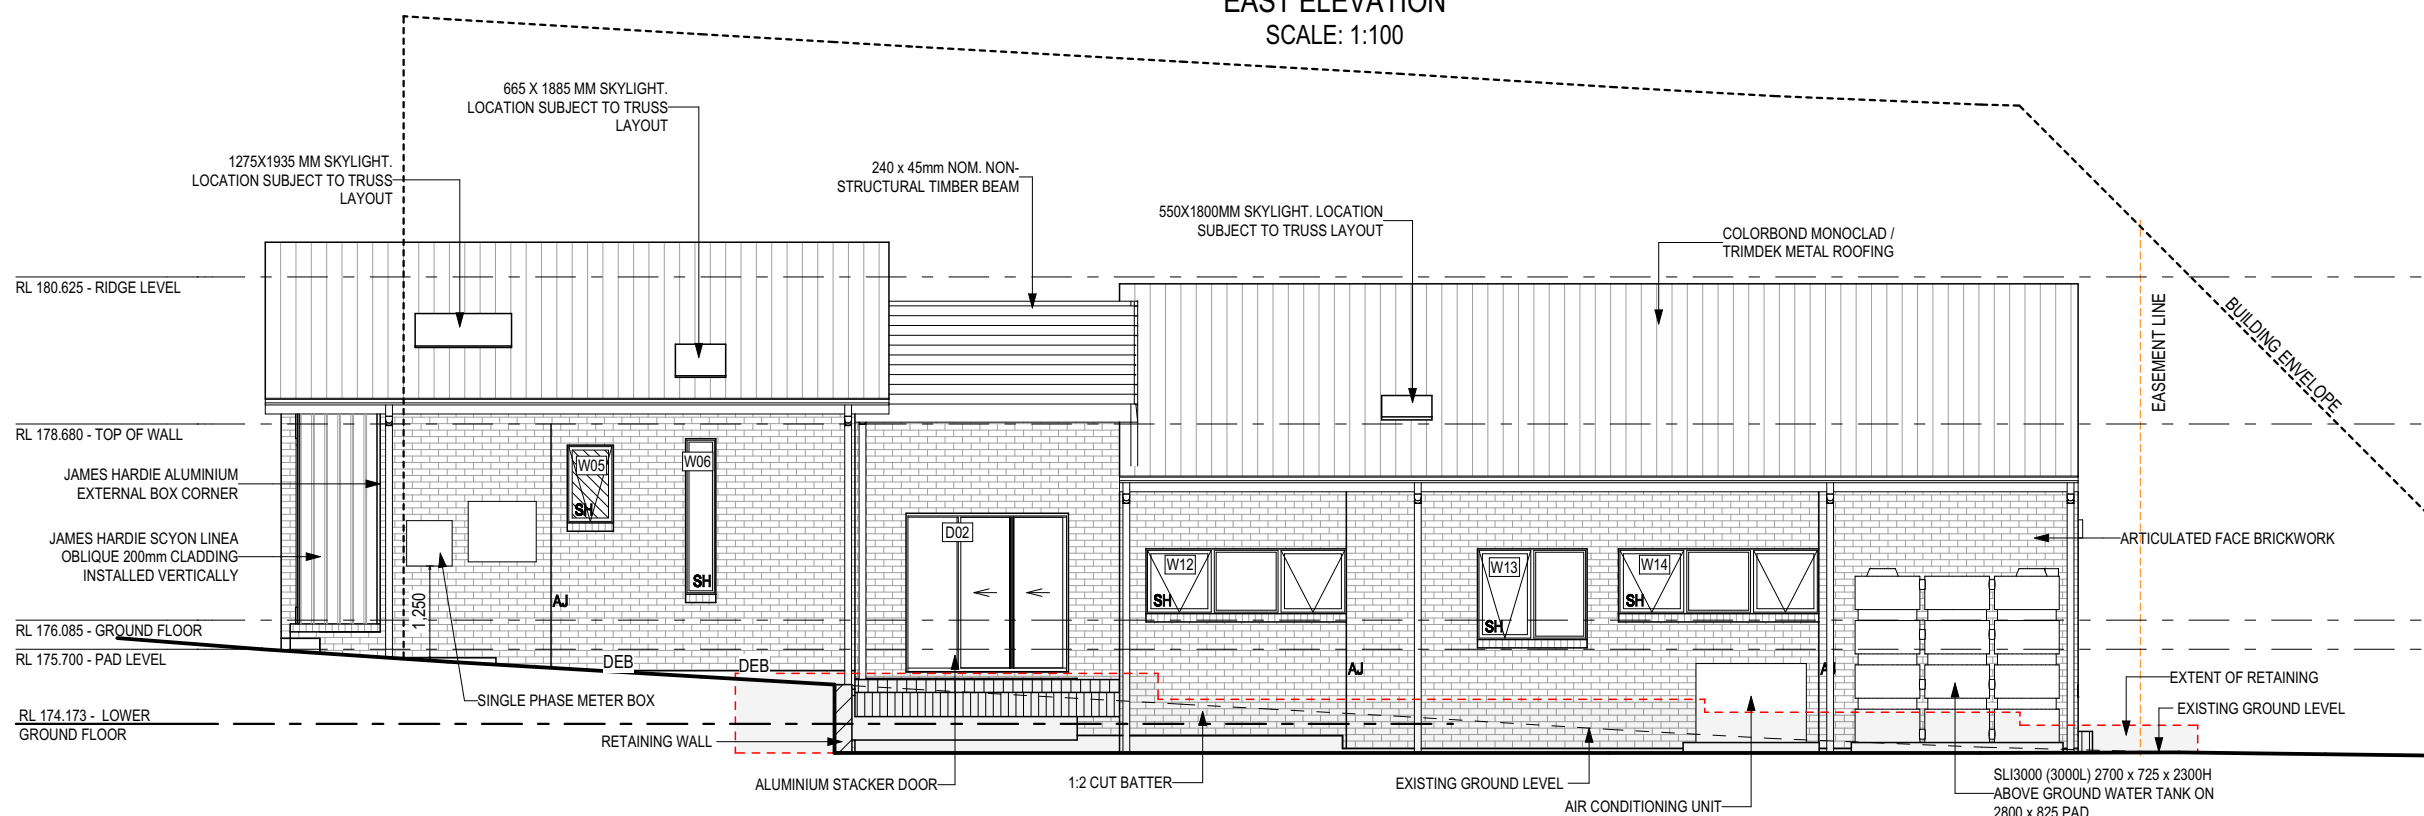 EAST ELEVATION
SCALE: 1:100
665 X 1885 MM SKYLIGHT.
LOCATION SUBJECT TO TRUSS
LAYOUT
1275X1935 MM SKYLIGHT.
LOCATION SUBJECT TO TRUSS
LAYOUT
240 x 45mm NOM. NON-
STRUCTURAL TIMBER BEAM
550X1800MM SKYLIGHT. LOCATION
SUBJECT TO TRUSS LAYOUT
COLORBOND MONOCLAD /
TRIMDEK METAL ROOFING
RL 180.625 - RIDGE LEVEL
EASEMENT LINE
BUILDING ENVELOPE
RL 178.680 - TOP OF WALL
JAMES HARDIE ALUMINIUM
EXTERNAL BOX CORNER
JAMES HARDIE SCYON LINEA
OBLIQUE 200mm CLADDING
INSTALLED VERTICALLY
W05
SH
W06
SH
D02
W12
SH
W13
SH
W14
SH
ARTICULATED FACE BRICKWORK
1,250
AJ
RL 176.085 - GROUND FLOOR
RL 175.700 - PAD LEVEL
DEB
DEB
AJ
AJ
SINGLE PHASE METER BOX
EXTENT OF RETAINING
EXISTING GROUND LEVEL
RL 174.173 - LOWER
GROUND FLOOR
RETAINING WALL
ALUMINIUM STACKER DOOR
1:2 CUT BATTER
EXISTING GROUND LEVEL
AIR CONDITIONING UNIT
SLI3000 (3000L) 2700 x 725 x 2300H
ABOVE GROUND WATER TANK ON
2800 x 825 PAD